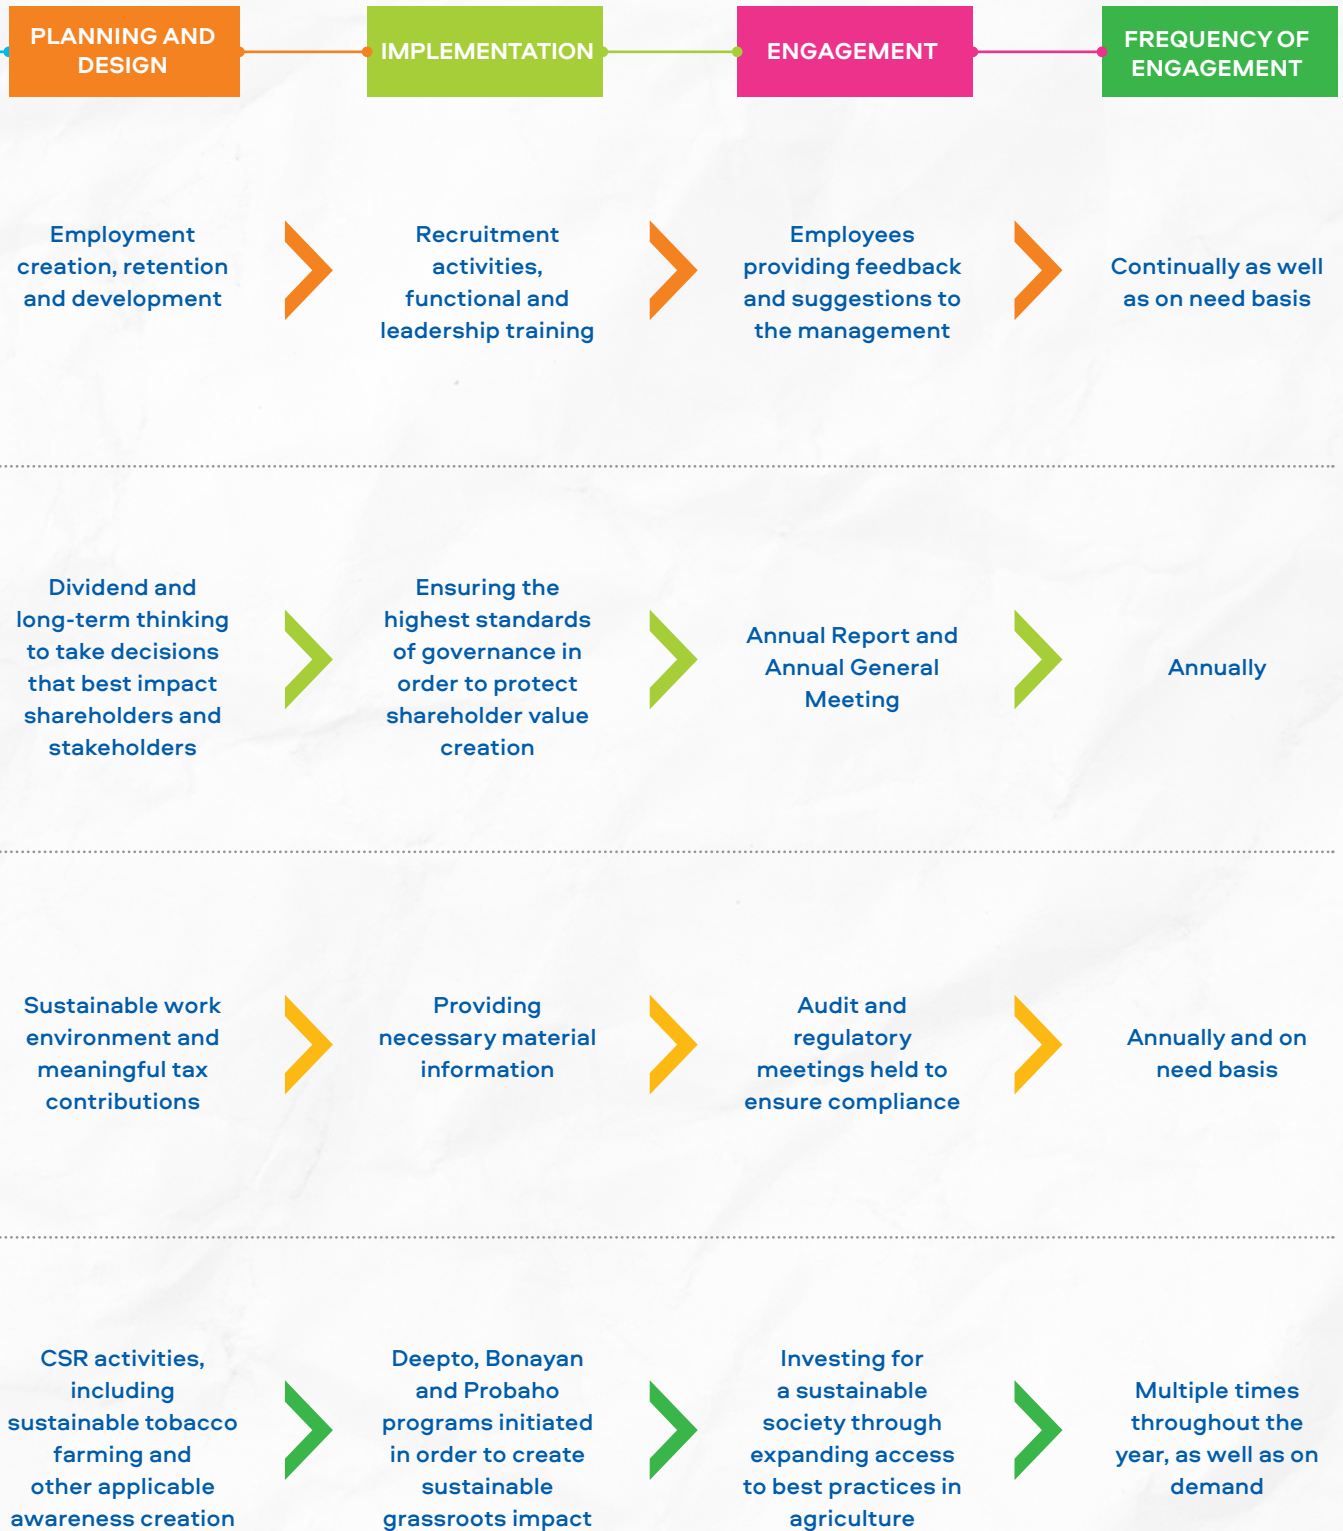 PLANNING AND
DESIGN
IMPLEMENTATION
ENGAGEMENT
FREQUENCY OF
ENGAGEMENT
Employment
creation, retention
and development
Recruitment
activities,
functional and
leadership training
Employees
providing feedback
and suggestions to
the management
Continually as well
as on need basis
Dividend and
long-term thinking
to take decisions
that best impact
shareholders and
stakeholders
Ensuring the
highest standards
of governance in
order to protect
shareholder value
creation
Annual Report and
Annual General
Meeting
Annually
Sustainable work
environment and
meaningful tax
contributions
Providing
necessary material
information
Audit and
regulatory
meetings held to
ensure compliance
Annually and on
need basis
CSR activities,
including
sustainable tobacco
farming and
other applicable
awareness creation
Deepto, Bonayan
and Probaho
programs initiated
in order to create
sustainable
grassroots impact
Investing for
a sustainable
society through
expanding access
to best practices in
agriculture
Multiple times
throughout the
year, as well as on
demand